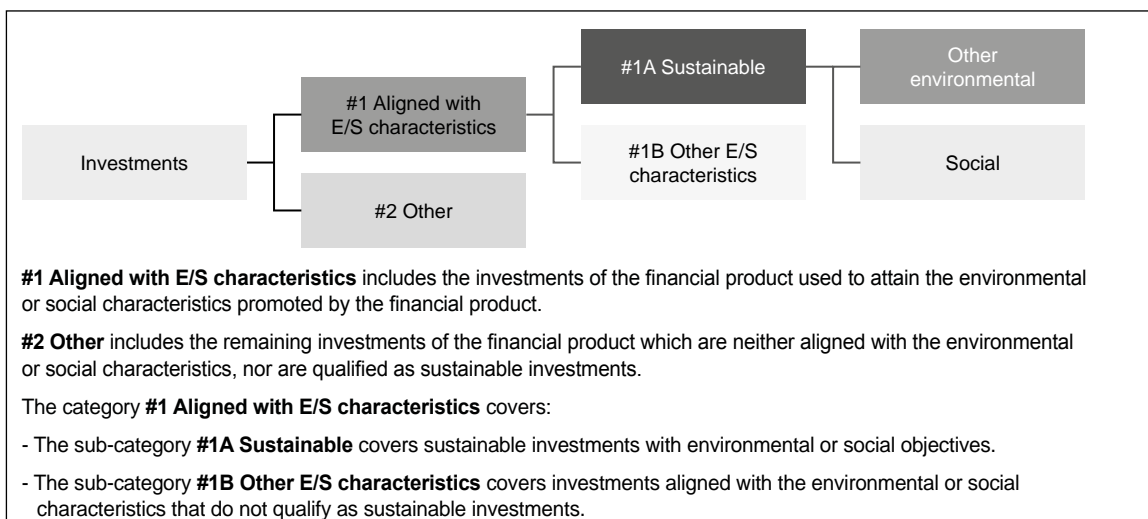 Investments
#1 Aligned with
E/S characteristics
#2 Other
#1A Sustainable
#1B Other E/S
characteristics
Other
environmental
Social
#1 Aligned with E/S characteristics includes the investments of the financial product used to attain the environmental
or social characteristics promoted by the financial product.
#2 Other includes the remaining investments of the financial product which are neither aligned with the environmental
or social characteristics, nor are qualified as sustainable investments.
The category #1 Aligned with E/S characteristics covers:
- The sub-category #1A Sustainable covers sustainable investments with environmental or social objectives.
- The sub-category #1B Other E/S characteristics covers investments aligned with the environmental or social
characteristics that do not qualify as sustainable investments.